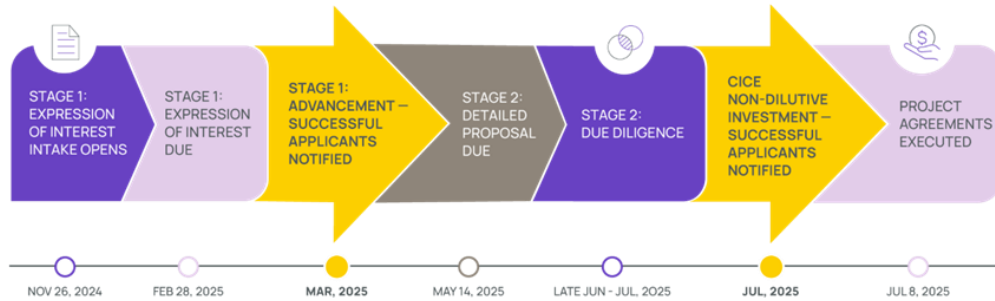 STAGE 1:
EXPRESSION
OF INTEREST
INTAKE OPENS
STAGE 1:
EXPRESSION
OF INTEREST
DUE
STAGE 1:
ADVANCEMENT —
SUCCESSFUL
APPLICANTS
NOTIFIED
STAGE 2:
DETAILED
PROPOSAL
DUE
STAGE 2:
DUE DILIGENCE
CICE
NON-DILUTIVE
INVESTMENT —
SUCCESSFUL
APPLICANTS
NOTIFIED
PROJECT
AGREEMENTS
EXECUTED
NOV 26, 2024
FEB 28, 2025
MAR, 2025
MAY 14, 2025
LATE JUN - JUL, 2025
JUL, 2025
JUL 8, 2025